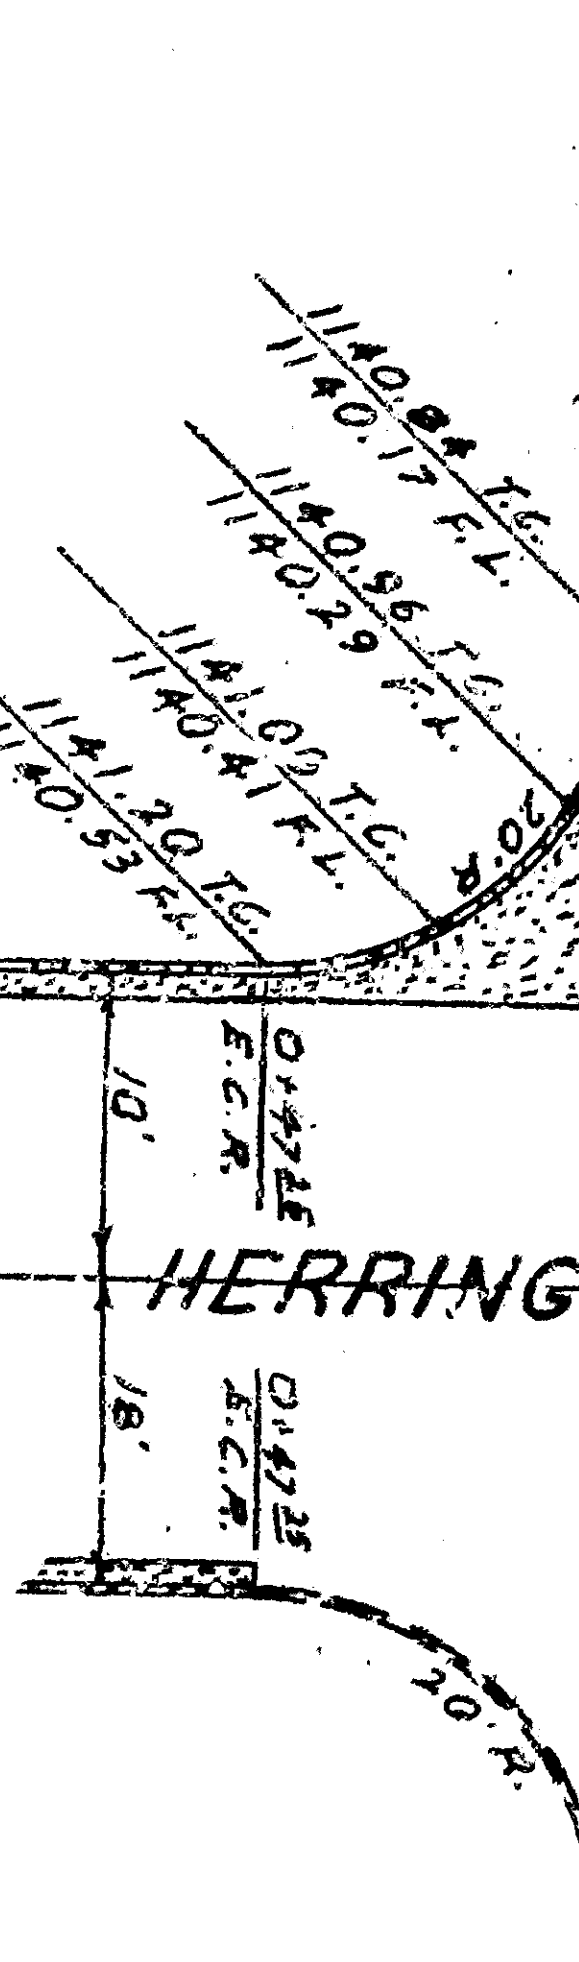 1140.84 T.C.
1140.17 F.L.
1140.96 T.C.
1140.29 F.L.
1141.09 T.C.
1140.41 F.L.
1141.20 T.C.
1140.53 F.L.
20' R
0+47 25
E.C.R.
10'
HERRING
18'
0+47 25
E.C.R.
20' R.